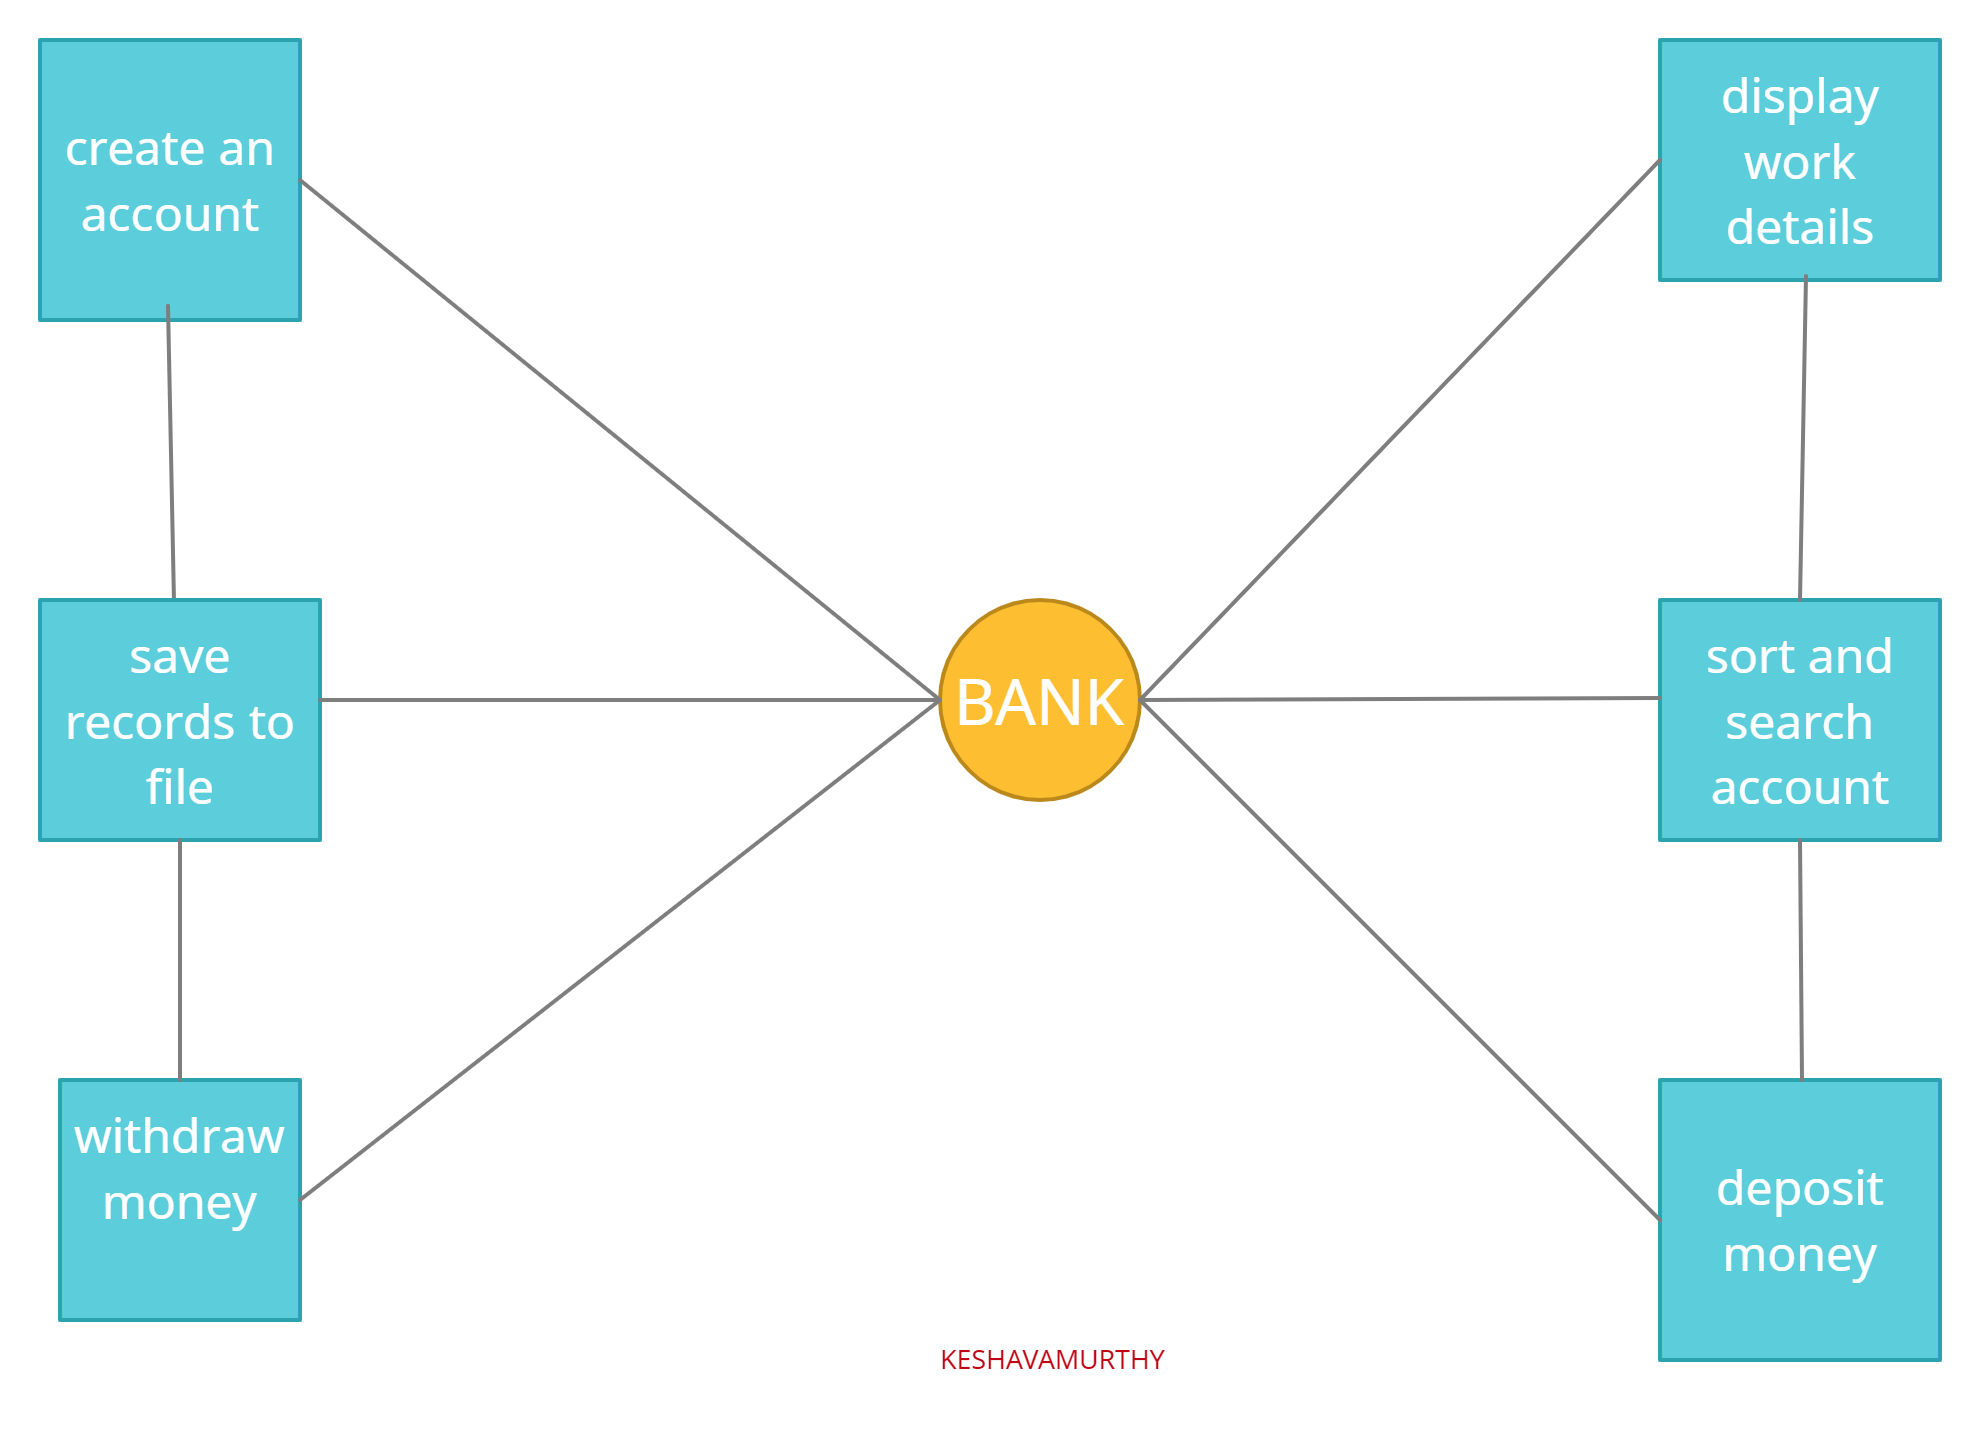 create an
account
display
work
details
save
records to
file
BANK
sort and
search
account
withdraw
money
deposit
money
KESHAVAMURTHY